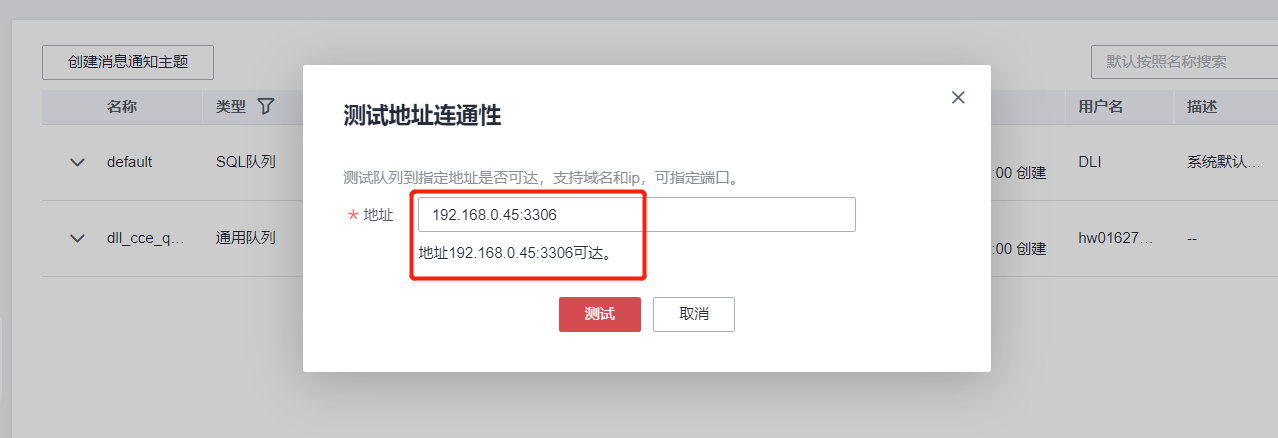 创建消息通知主题
默认按照名称搜索
名称 类型 用户名 描述
default SQL队列 :00 创建 DLI 系统默认...
dll_cce_q... 通用队列 :00 创建 hw01627... --
测试地址连通性
测试队列到指定地址是否可达，支持域名和ip，可指定端口。
* 地址 192.168.0.45:3306
地址192.168.0.45:3306可达。
测试 取消